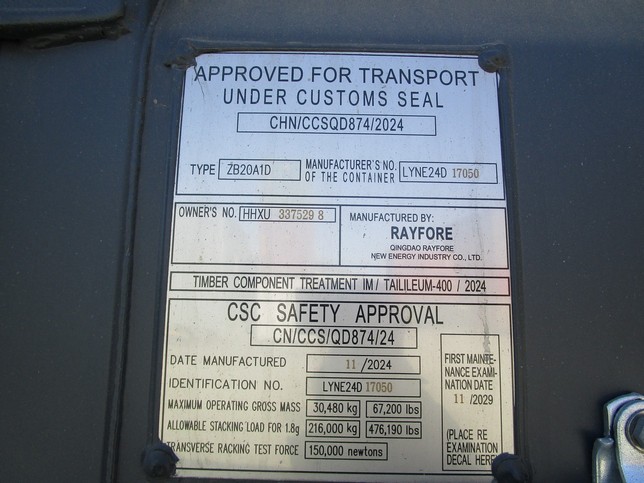 APPROVED FOR TRANSPORT
UNDER CUSTOMS SEAL
CHN/CCSQD874/2024
TYPE ZB20A1D MANUFACTURER'S NO. OF THE CONTAINER LYNE24D 17050
OWNER'S NO. HHXU 337529 8
MANUFACTURED BY:
RAYFORE
QINGDAO RAYFORE
NEW ENERGY INDUSTRY CO., LTD.
TIMBER COMPONENT TREATMENT IM / TAILILEUM-400 / 2024
CSC SAFETY APPROVAL
CN/CCS/QD874/24
DATE MANUFACTURED 11 /2024
IDENTIFICATION NO. LYNE24D 17050
MAXIMUM OPERATING GROSS MASS 30,480 kg 67,200 lbs
ALLOWABLE STACKING LOAD FOR 1.8g 216,000 kg 476,190 lbs
TRANSVERSE RACKING TEST FORCE 150,000 newtons
FIRST MAINTE-
NANCE EXAMI-
NATION DATE
11 /2029
(PLACE RE
EXAMINATION
DECAL HERE